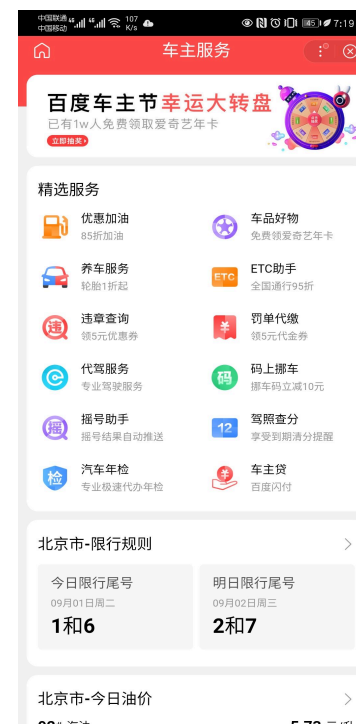 中国联通 46 46 107
中国移动 K/s 45 7:19
车主服务
百度车主节幸运大转盘
已有1w人免费领取爱奇艺年卡
立即抽奖
精选服务
优惠加油 车品好物
85折加油 免费领爱奇艺年卡
养车服务 ETC ETC助手
轮胎1折起 全国通行95折
违 违章查询 罚单代缴
领5元优惠券 领5元代金券
代驾服务 码 码上挪车
专业驾驶服务 挪车码立减10元
摇 摇号助手 12 驾照查分
摇号结果自动推送 享受到期清分提醒
检 汽车年检 车主贷
专业极速代办年检 百度闪付
北京市-限行规则
今日限行尾号 明日限行尾号
09月01日周二 09月02日周三
1和6 2和7
北京市-今日油价